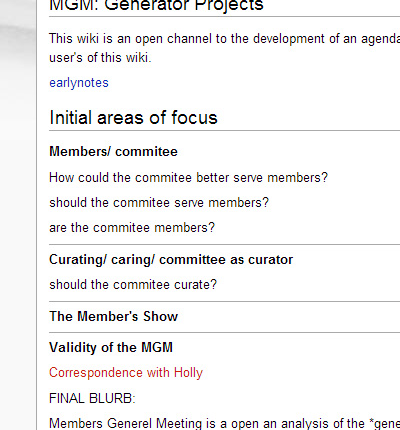 MGM: Generator Projects
This wiki is an open channel to the development of an agenda
user's of this wiki.
earlynotes
Initial areas of focus
Members/ commitee
How could the commitee better serve members?
should the commitee serve members?
are the commitee members?
Curating/ caring/ committee as curator
should the commitee curate?
The Member's Show
Validity of the MGM
Correspondence with Holly
FINAL BLURB:
Members Generel Meeting is a open an analysis of the *gene